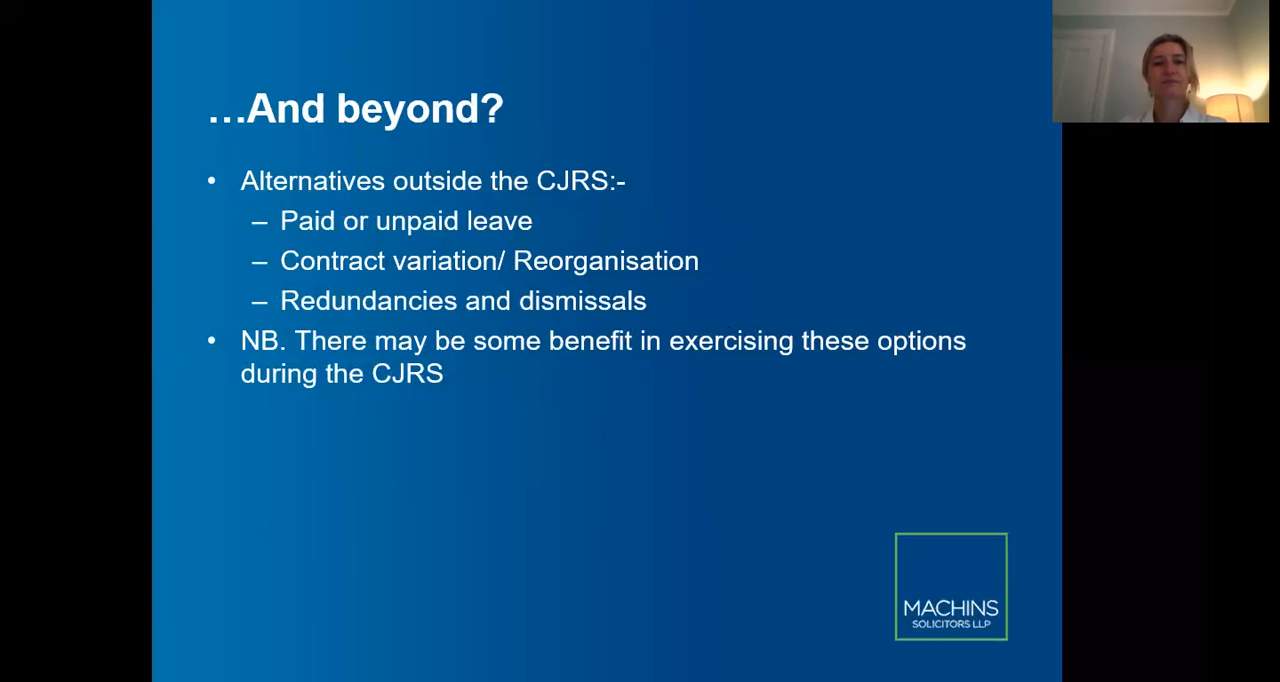 …And beyond?
• Alternatives outside the CJRS:-
– Paid or unpaid leave
– Contract variation/ Reorganisation
– Redundancies and dismissals
• NB. There may be some benefit in exercising these options
during the CJRS
MACHINS
SOLICITORS LLP